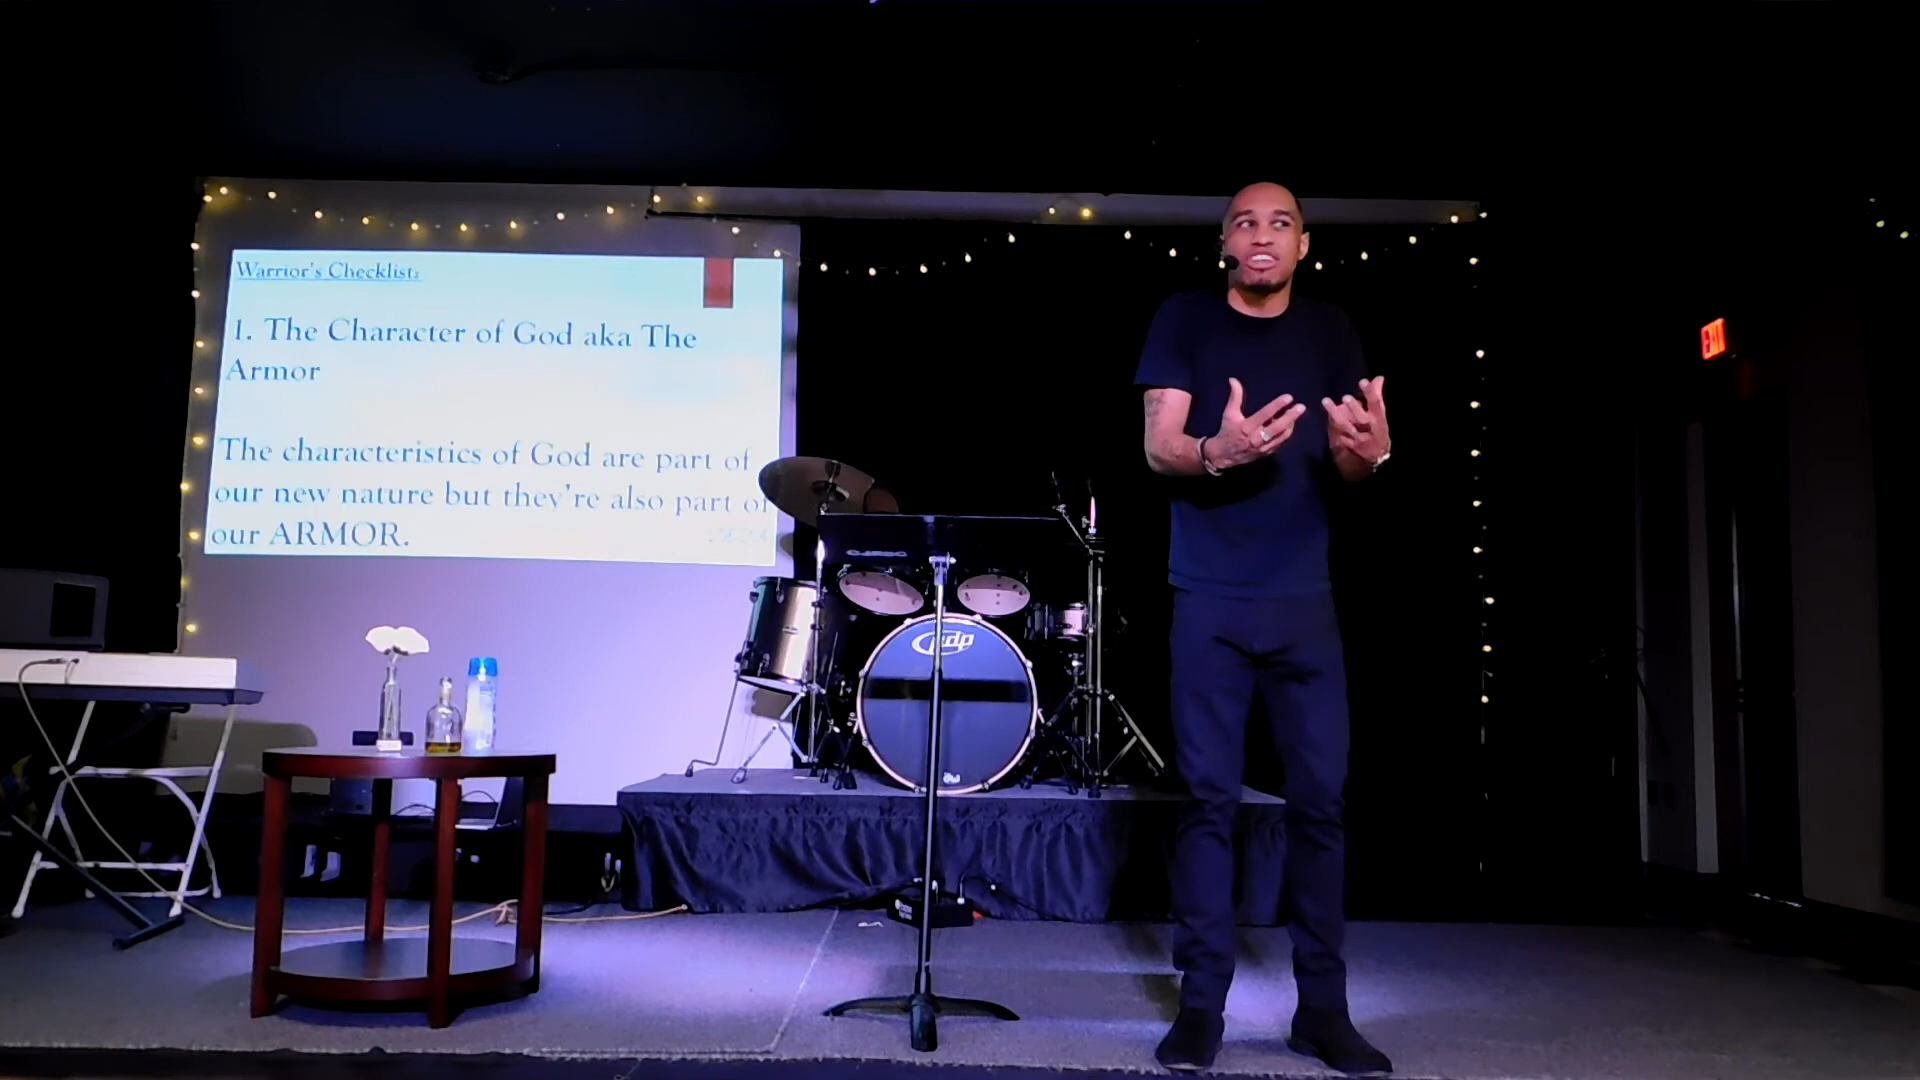 Warrior's Checklist:
1. The Character of God aka The
Armor
The characteristics of God are part of
our new nature but they're also part of
our ARMOR.
EXIT
pdp